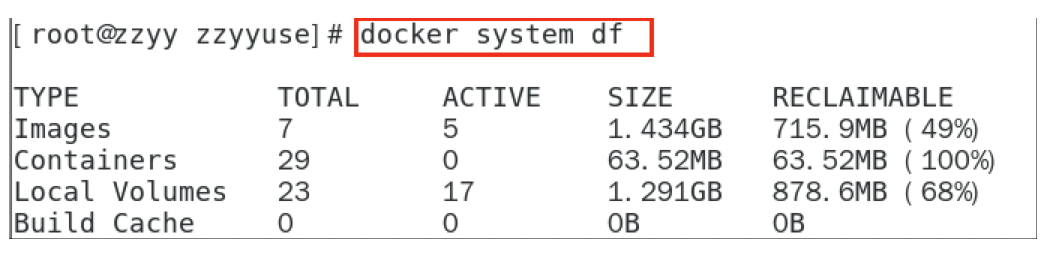 [ root@zzyy zzyyuse] # docker system df
TYPE TOTAL ACTIVE SIZE RECLAIMABLE
Images 7 5 1. 434GB 715. 9MB ( 49%)
Containers 29 0 63. 52MB 63. 52MB ( 100%)
Local Volumes 23 17 1. 291GB 878. 6MB ( 68%)
Build Cache 0 0 0B 0B